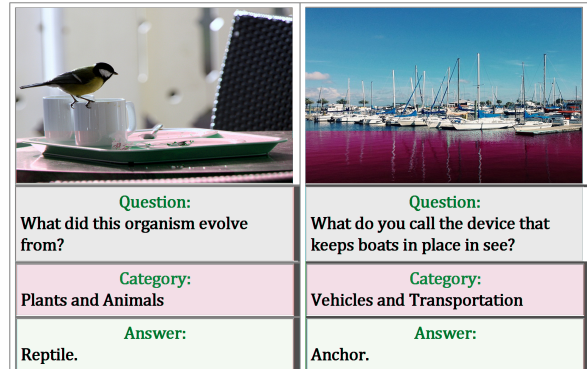 Question:
What did this organism evolve
from?
Category:
Plants and Animals
Answer:
Reptile.
Question:
What do you call the device that
keeps boats in place in see?
Category:
Vehicles and Transportation
Answer:
Anchor.